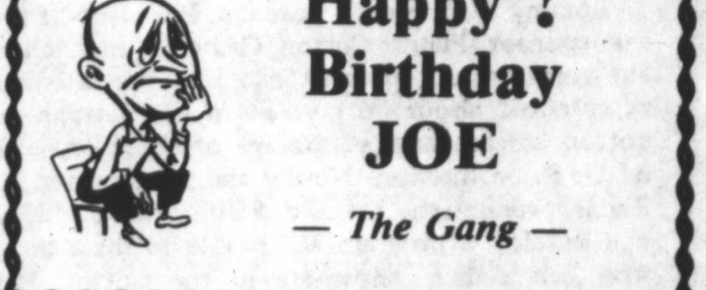 Happy
Birthday
JOE
— The Gang —